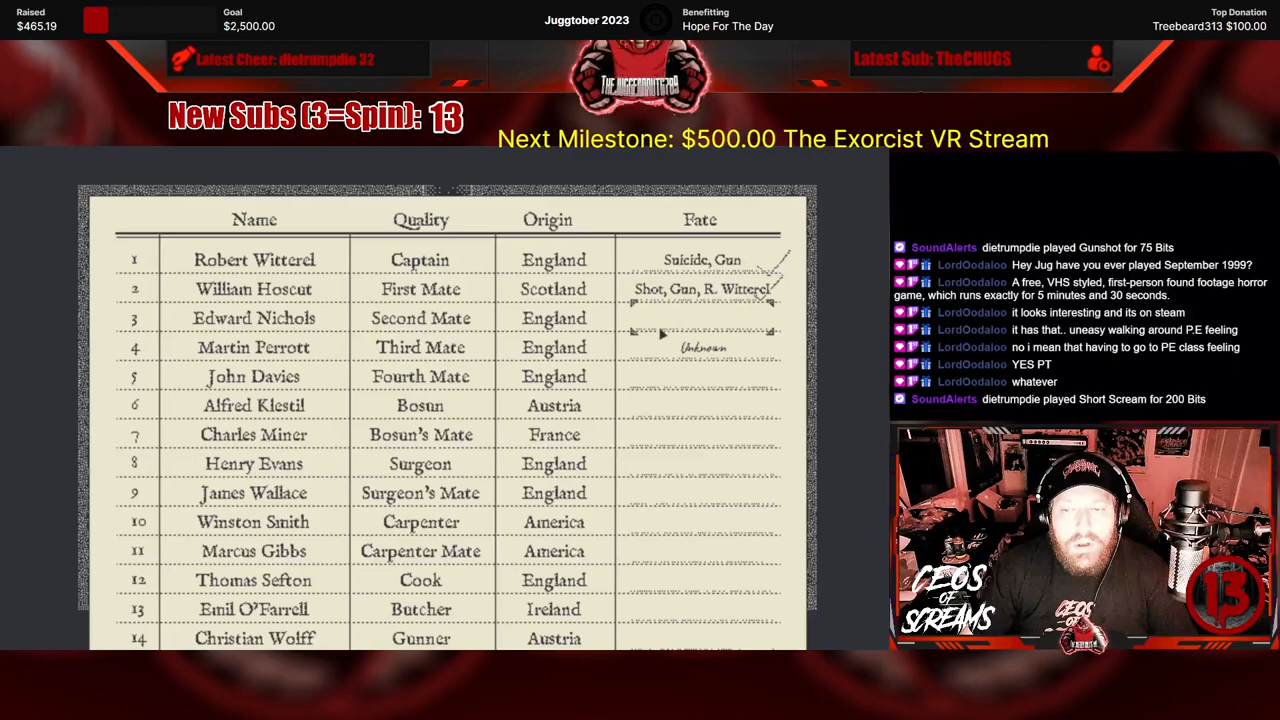 Raised
$465.19
Goal
$2,500.00
Juggtober 2023
Benefitting
Hope For The Day
Top Donation
Treebeard313 $100.00
Latest Cheer: dietrumpdie 32
THEJUGGERNAUT6789
Latest Sub: TheCHUGS
New Subs (3=Spin): 13
Next Milestone: $500.00 The Exorcist VR Stream
Name Quality Origin Fate
1 Robert Witterel Captain England Suicide, Gun
2 William Hoscut First Mate Scotland Shot, Gun, R. Witterel
3 Edward Nichols Second Mate England
4 Martin Perrott Third Mate England Unknown
5 John Davies Fourth Mate England
6 Alfred Klestil Bosun Austria
7 Charles Miner Bosun's Mate France
8 Henry Evans Surgeon England
9 James Wallace Surgeon's Mate England
10 Winston Smith Carpenter America
11 Marcus Gibbs Carpenter Mate America
12 Thomas Sefton Cook England
13 Emil O'Farrell Butcher Ireland
14 Christian Wolff Gunner Austria
SoundAlerts dietrumpdie played Gunshot for 75 Bits
LordOodaloo Hey Jug have you ever played September 1999?
LordOodaloo A free, VHS styled, first-person found footage horror
game, which runs exactly for 5 minutes and 30 seconds.
LordOodaloo it looks interesting and its on steam
LordOodaloo it has that.. uneasy walking around P.E feeling
LordOodaloo no i mean that having to go to PE class feeling
LordOodaloo YES PT
LordOodaloo whatever
SoundAlerts dietrumpdie played Short Scream for 200 Bits
CEOS
OF
SCREAMS
CEOS
OF
13